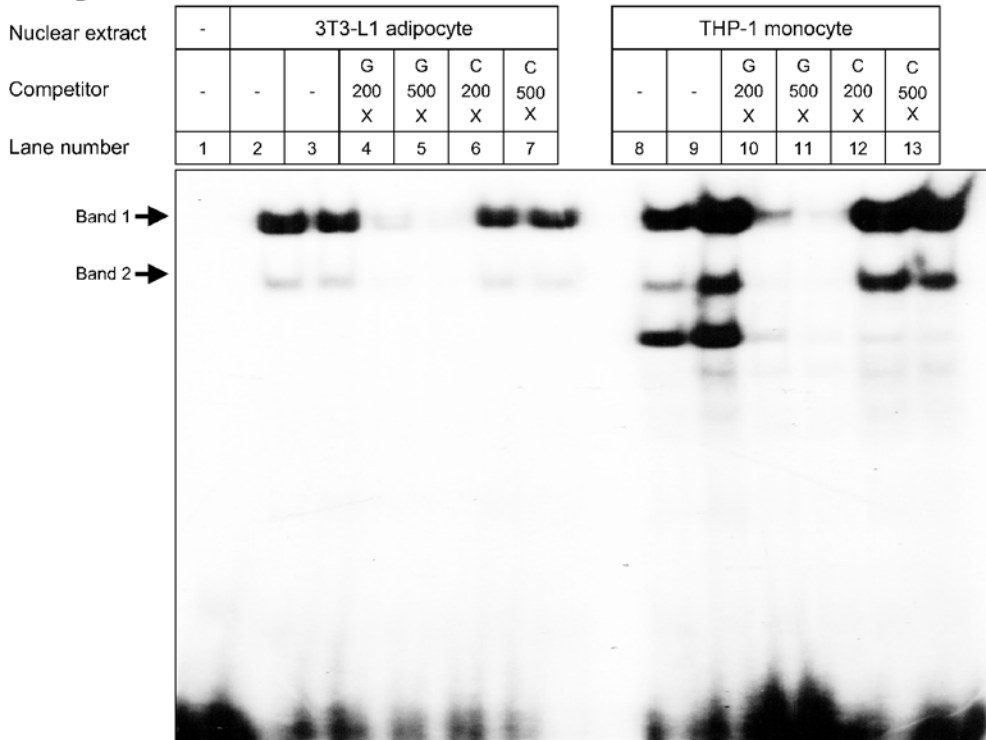 Nuclear extract - 3T3-L1 adipocyte THP-1 monocyte
Competitor - - G 200 X G 500 X C 200 X C 500 X - - G 200 X G 500 X C 200 X C 500 X
Lane number 1 2 3 4 5 6 7 8 9 10 11 12 13
Band 1
Band 2